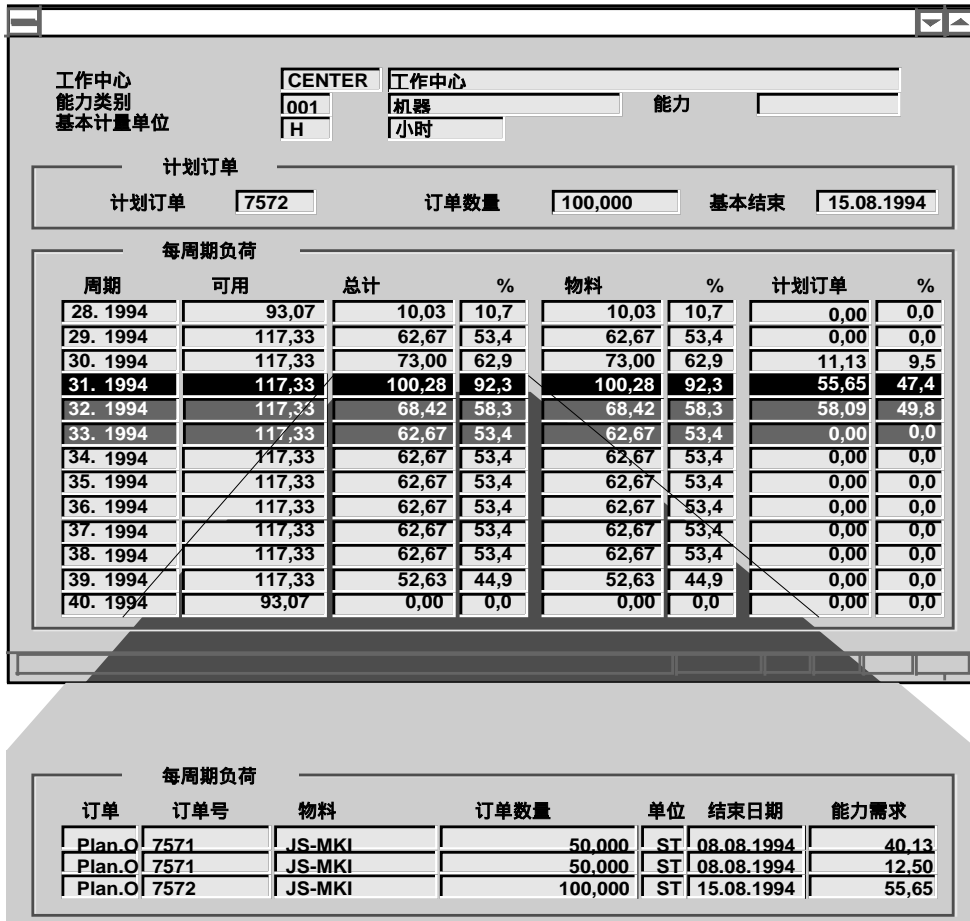 工作中心 CENTER 工作中心
能力类别 001 机器 能力
基本计量单位 H 小时
计划订单
计划订单 7572 订单数量 100,000 基本结束 15.08.1994
每周期负荷
周期 可用 总计 % 物料 % 计划订单 %
28. 1994 93,07 10,03 10,7 10,03 10,7 0,00 0,0
29. 1994 117,33 62,67 53,4 62,67 53,4 0,00 0,0
30. 1994 117,33 73,00 62,9 73,00 62,9 11,13 9,5
31. 1994 117,33 100,28 92,3 100,28 92,3 55,65 47,4
32. 1994 117,33 68,42 58,3 68,42 58,3 58,09 49,8
33. 1994 117,33 62,67 53,4 62,67 53,4 0,00 0,0
34. 1994 117,33 62,67 53,4 62,67 53,4 0,00 0,0
35. 1994 117,33 62,67 53,4 62,67 53,4 0,00 0,0
36. 1994 117,33 62,67 53,4 62,67 53,4 0,00 0,0
37. 1994 117,33 62,67 53,4 62,67 53,4 0,00 0,0
38. 1994 117,33 62,67 53,4 62,67 53,4 0,00 0,0
39. 1994 117,33 52,63 44,9 52,63 44,9 0,00 0,0
40. 1994 93,07 0,00 0,0 0,00 0,0 0,00 0,0
每周期负荷
订单 订单号 物料 订单数量 单位 结束日期 能力需求
Plan.O 7571 JS-MKI 50,000 ST 08.08.1994 40,13
Plan.O 7571 JS-MKI 50,000 ST 08.08.1994 12,50
Plan.O 7572 JS-MKI 100,000 ST 15.08.1994 55,65